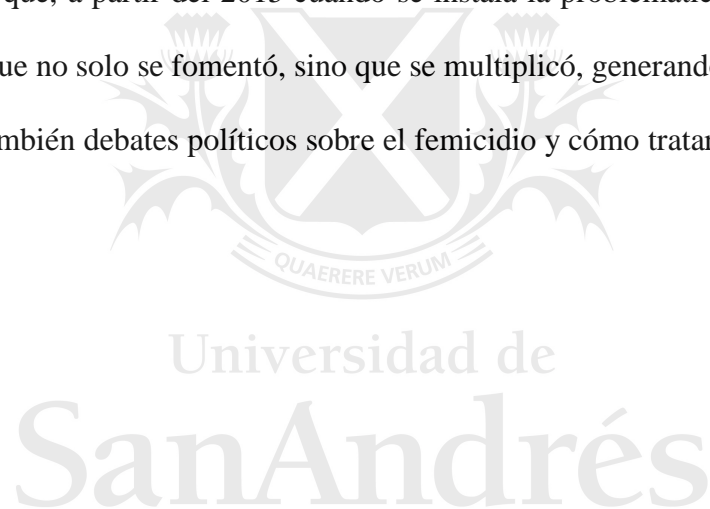 que, a partir del 2015 cuando se instala la problemátic
ue no solo se fomentó, sino que se multiplicó, generando
mbién debates políticos sobre el femicidio y cómo tratar
QUAERERE VERUM
Universidad de
SanAndrés